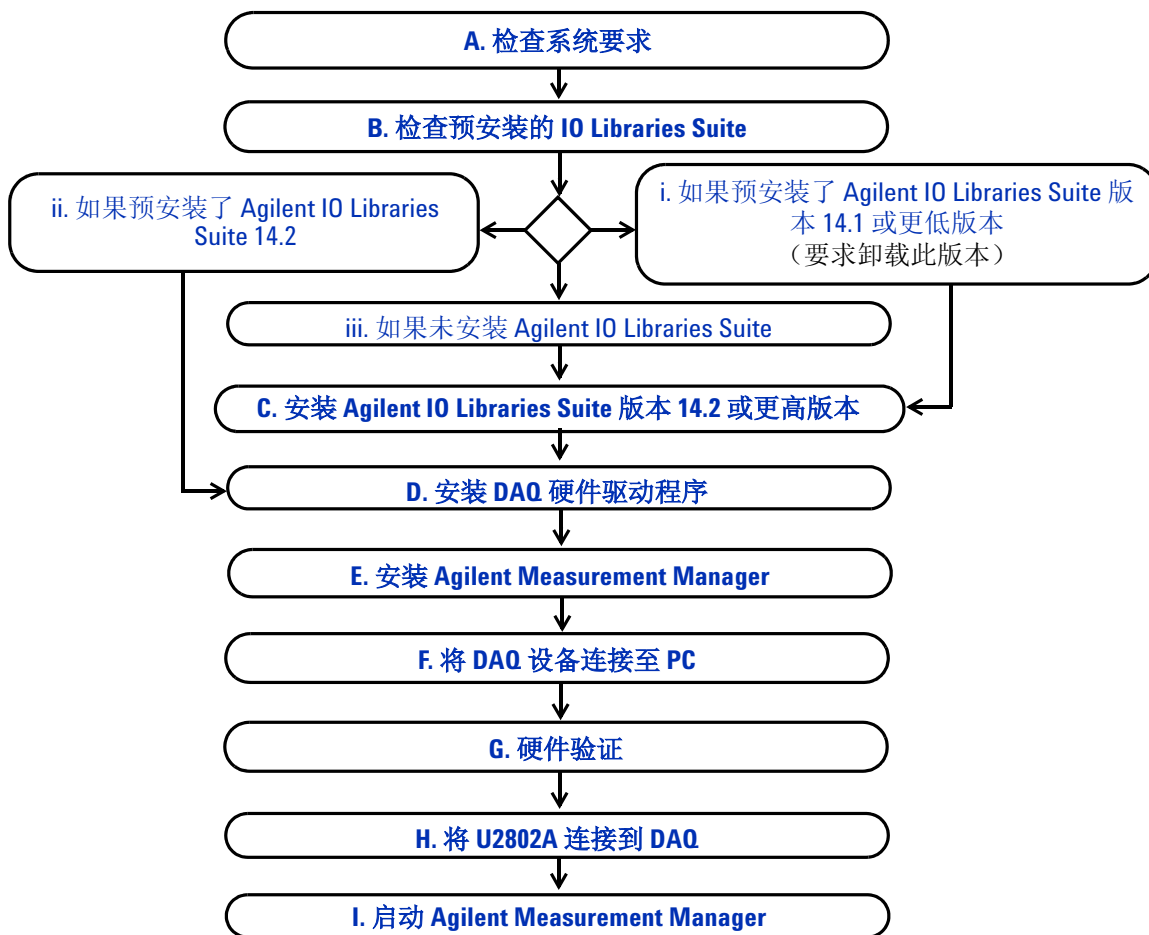 A. 检查系统要求
B. 检查预安装的 IO Libraries Suite
ii. 如果预安装了 Agilent IO Libraries
Suite 14.2
i. 如果预安装了 Agilent IO Libraries Suite 版
本 14.1 或更低版本
（要求卸载此版本）
iii. 如果未安装 Agilent IO Libraries Suite
C. 安装 Agilent IO Libraries Suite 版本 14.2 或更高版本
D. 安装 DAQ 硬件驱动程序
E. 安装 Agilent Measurement Manager
F. 将 DAQ 设备连接至 PC
G. 硬件验证
H. 将 U2802A 连接到 DAQ
I. 启动 Agilent Measurement Manager